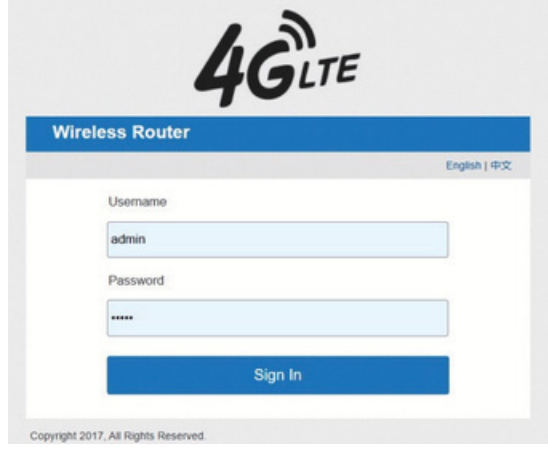 4G LTE
Wireless Router
English | 中文
Username
admin
Password
•••••
Sign In
Copyright 2017, All Rights Reserved.